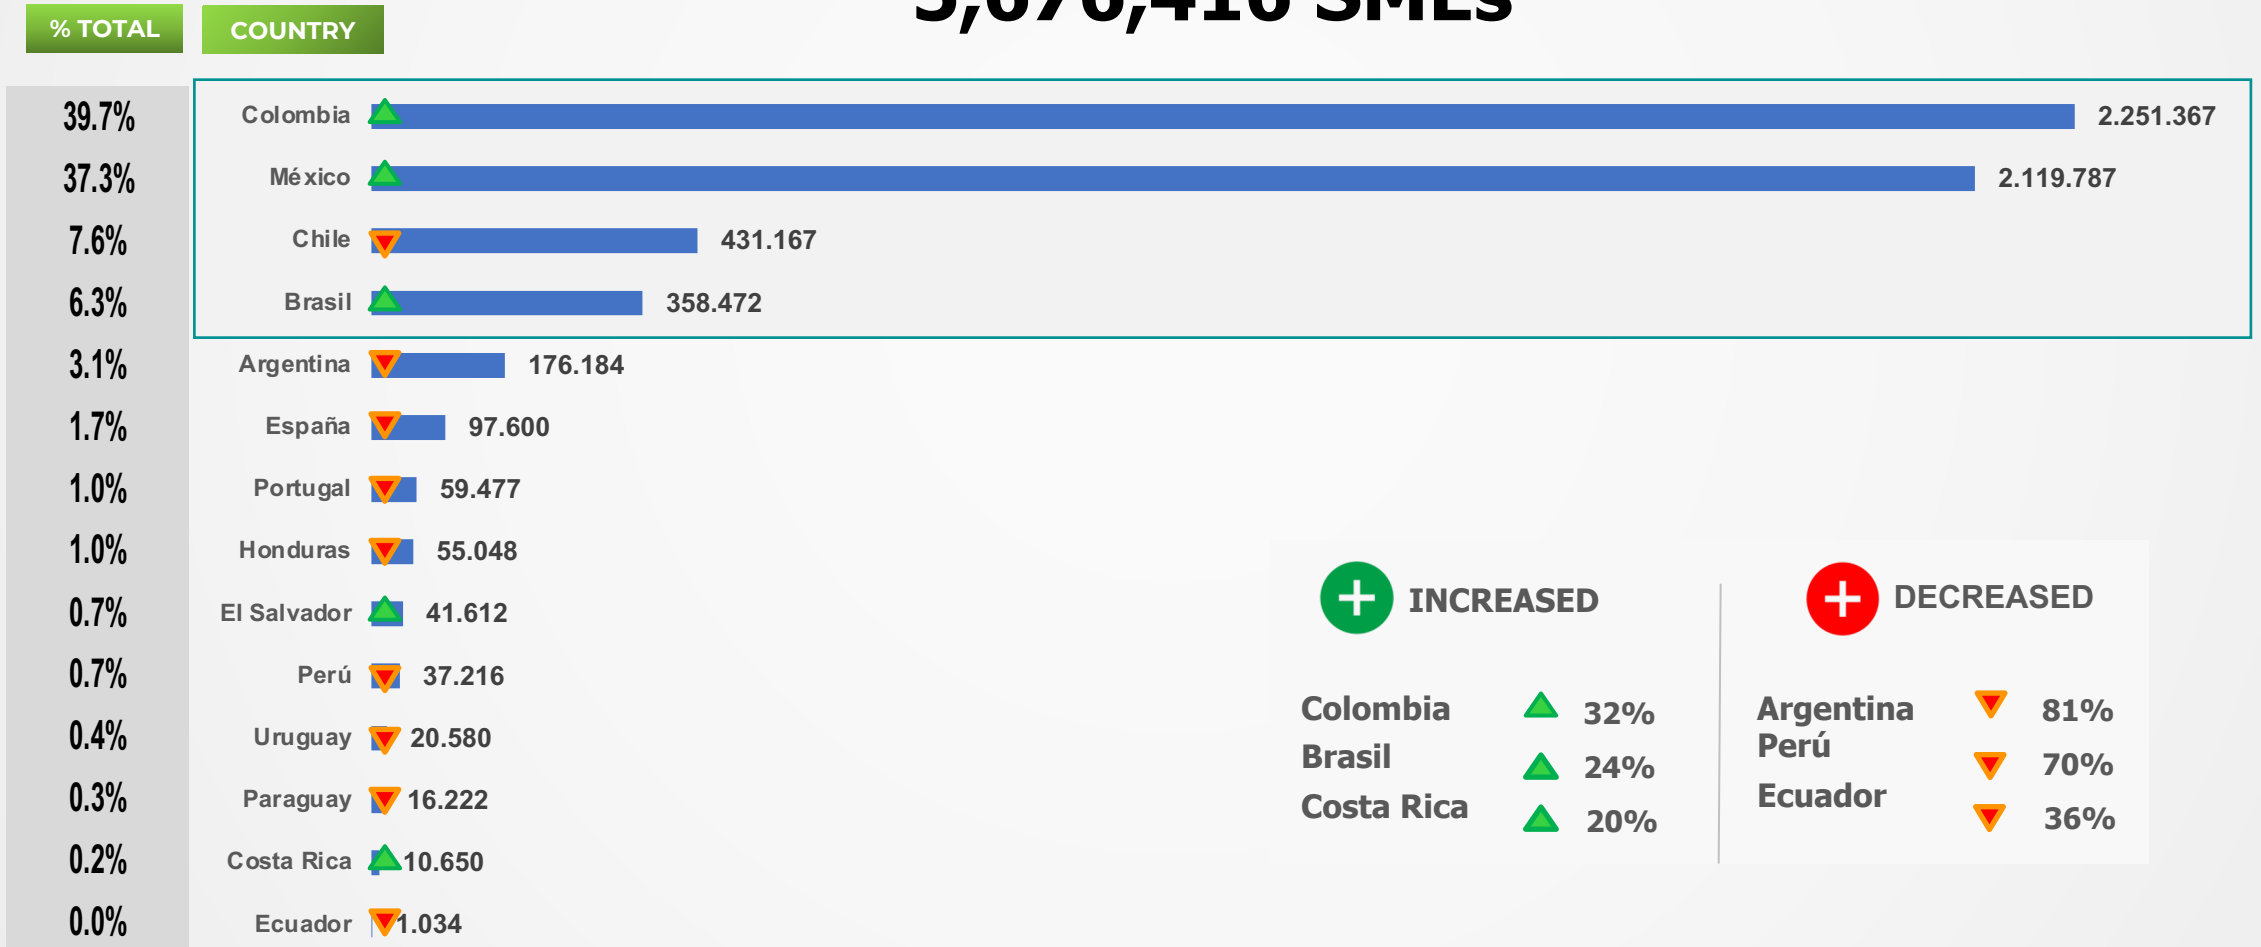 5,676,416 SMEs
% TOTAL COUNTRY
39.7% Colombia 2.251.367
37.3% México 2.119.787
7.6% Chile 431.167
6.3% Brasil 358.472
3.1% Argentina 176.184
1.7% España 97.600
1.0% Portugal 59.477
1.0% Honduras 55.048
0.7% El Salvador 41.612
0.7% Perú 37.216
0.4% Uruguay 20.580
0.3% Paraguay 16.222
0.2% Costa Rica 10.650
0.0% Ecuador 1.034
INCREASED
Colombia 32%
Brasil 24%
Costa Rica 20%
DECREASED
Argentina 81%
Perú 70%
Ecuador 36%